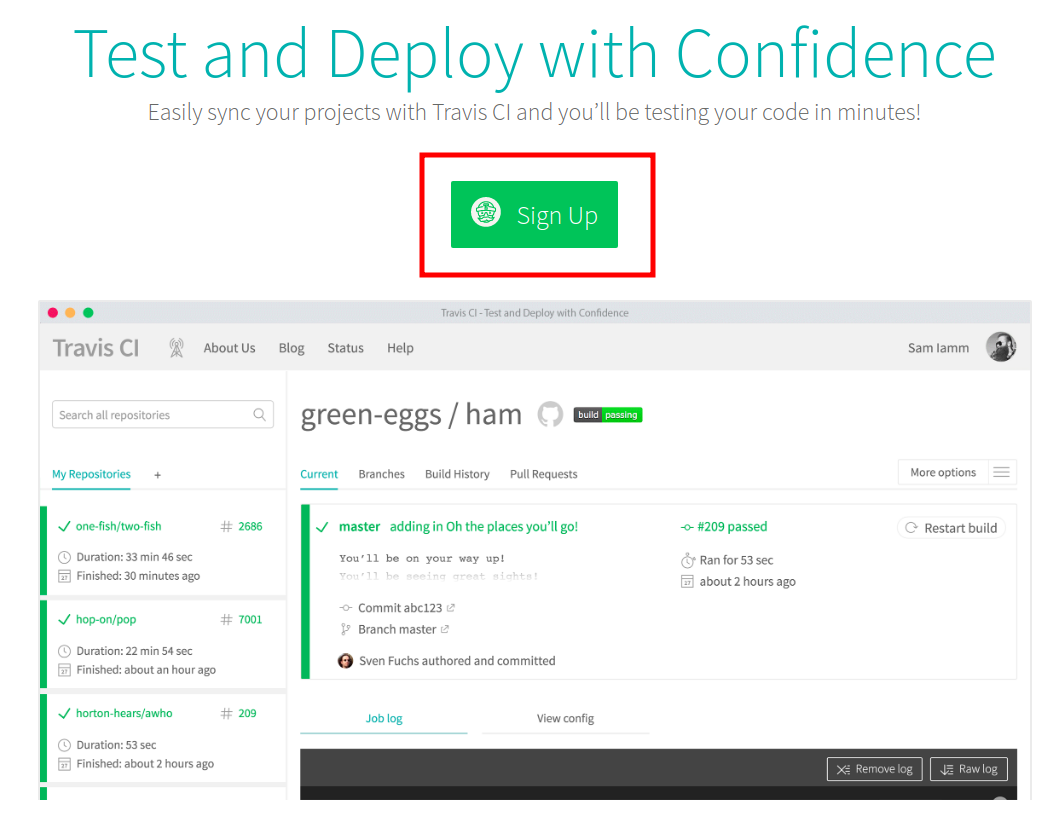 Test and Deploy with Confidence
Easily sync your projects with Travis CI and you’ll be testing your code in minutes!
Sign Up
Travis CI - Test and Deploy with Confidence
Travis CI About Us Blog Status Help Sam Iamm
Search all repositories
green-eggs / ham build passing
My Repositories +
Current Branches Build History Pull Requests More options
one-fish/two-fish # 2686
Duration: 33 min 46 sec
27 Finished: 30 minutes ago
hop-on/pop # 7001
Duration: 22 min 54 sec
27 Finished: about an hour ago
horton-hears/awho # 209
Duration: 53 sec
27 Finished: about 2 hours ago
master adding in Oh the places you’ll go! #209 passed Restart build
You’ll be on your way up! Ran for 53 sec
You’ll be seeing great sights! 27 about 2 hours ago
Commit abc123
Branch master
Sven Fuchs authored and committed
Job log View config
Remove log Raw log